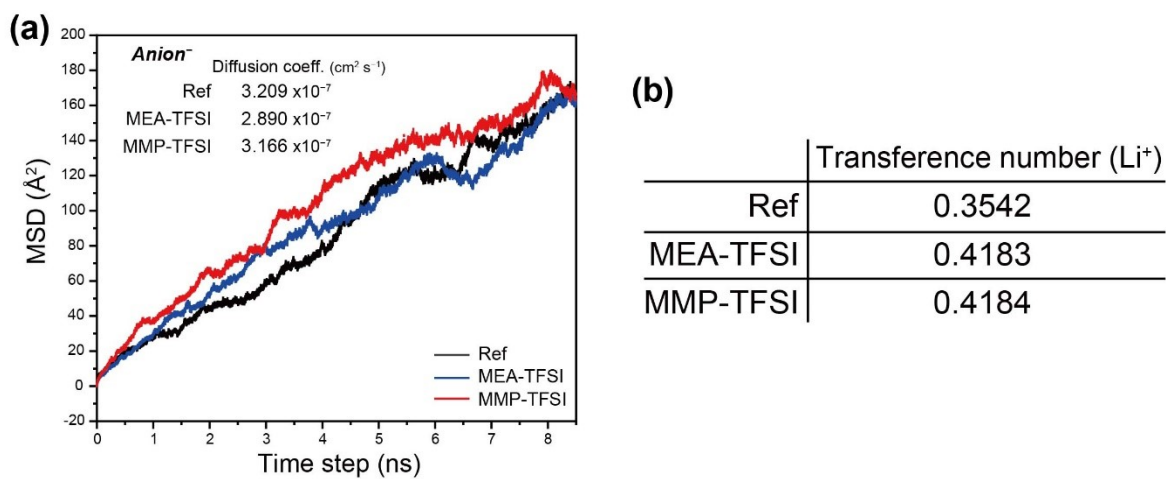 (a)
Anion⁻
Diffusion coeff. (cm² s⁻¹)
Ref 3.209 x10⁻⁷
MEA-TFSI 2.890 x10⁻⁷
MMP-TFSI 3.166 x10⁻⁷
MSD (Å²)
200
180
160
140
120
100
80
60
40
20
0
-20
Ref
MEA-TFSI
MMP-TFSI
0 1 2 3 4 5 6 7 8
Time step (ns)
(b)
Transference number (Li⁺)
Ref 0.3542
MEA-TFSI 0.4183
MMP-TFSI 0.4184